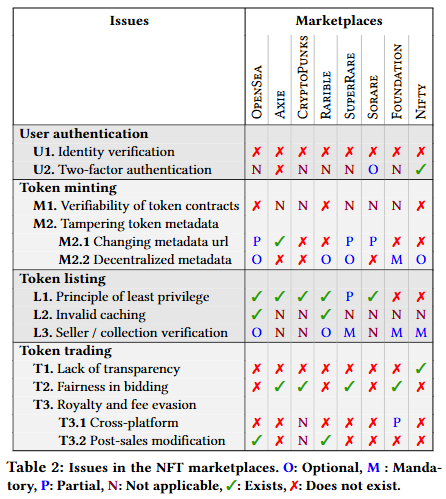 Issues Marketplaces
OpenSea Axie CryptoPunks Rarible SuperRare Sorare Foundation Nifty
User authentication
U1. Identity verification ✗ ✗ ✗ ✗ ✗ ✗ ✗ ✗
U2. Two-factor authentication N ✗ N N N O N ✓
Token minting
M1. Verifiability of token contracts ✗ N N ✗ N N N ✗
M2. Tampering token metadata
M2.1 Changing metadata url P ✓ ✗ ✗ P P ✗ ✗
M2.2 Decentralized metadata O ✗ ✗ O O ✗ M O
Token listing
L1. Principle of least privilege ✓ ✓ ✓ ✓ P ✓ ✗ ✗
L2. Invalid caching ✓ N N ✓ N N N N
L3. Seller / collection verification O N N O M N M M
Token trading
T1. Lack of transparency ✗ ✗ ✗ ✗ ✗ ✗ ✗ ✓
T2. Fairness in bidding ✗ ✓ ✓ ✗ ✓ ✗ ✓ ✗
T3. Royalty and fee evasion
T3.1 Cross-platform ✗ ✗ N ✗ ✗ ✗ P ✗
T3.2 Post-sales modification ✓ ✗ N ✓ ✗ ✗ ✗ ✗
Table 2: Issues in the NFT marketplaces. O: Optional, M : Manda-
tory, P: Partial, N: Not applicable, ✓: Exists, ✗: Does not exist.